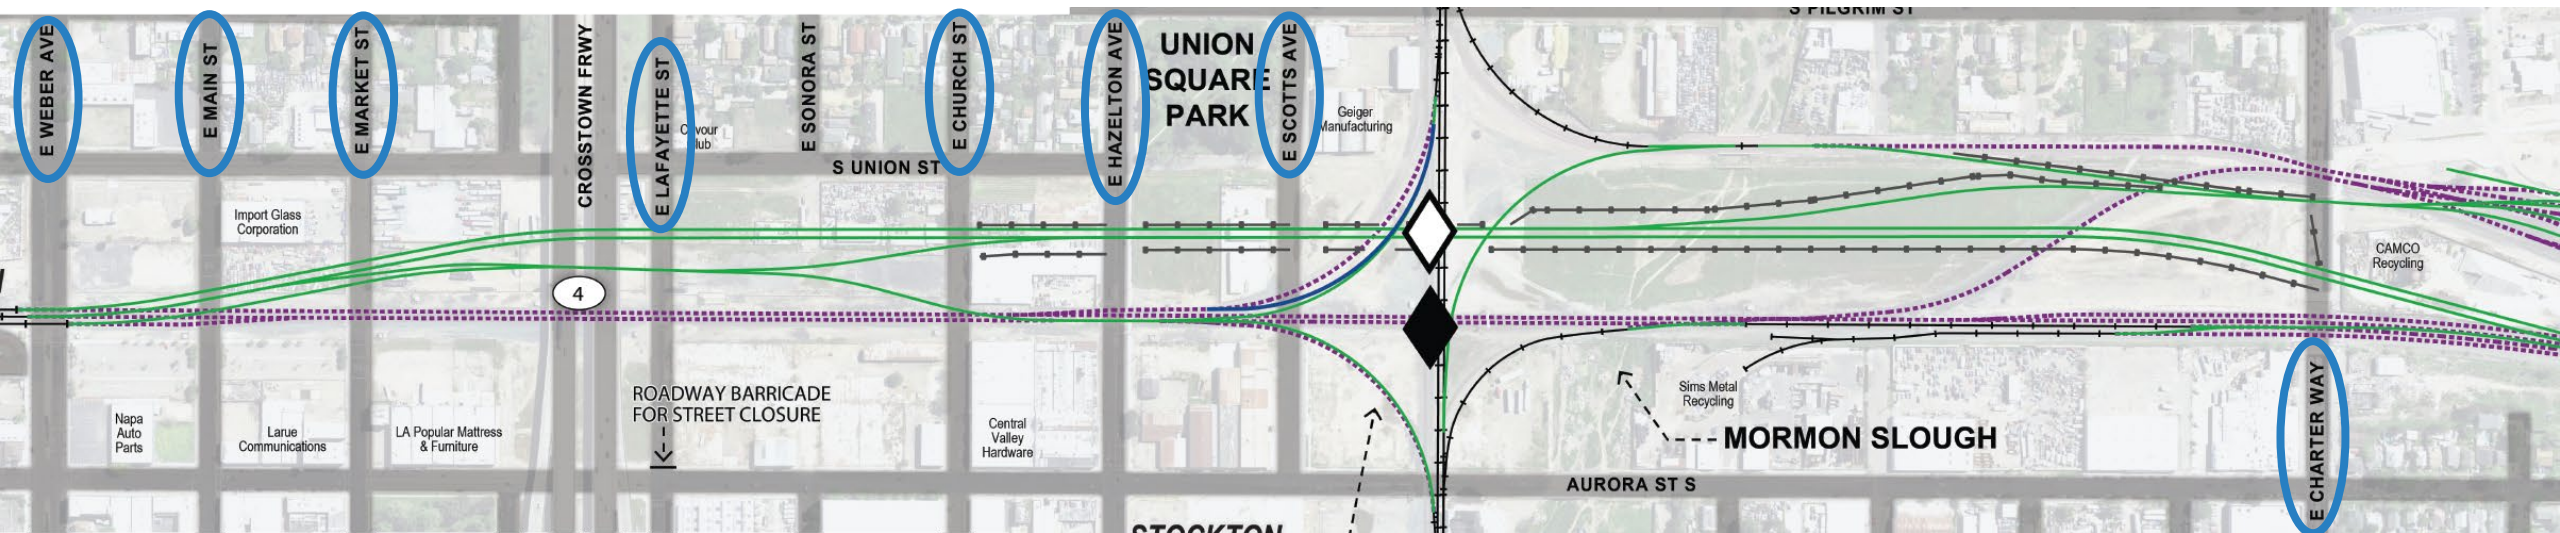 E WEBER AVE
E MAIN ST
E MARKET ST
CROSSTOWN FRWY
E LAFAYETTE ST
E SONORA ST
E CHURCH ST
E HAZELTON AVE
UNION
SQUARE
PARK
E SCOTTS AVE
S PILGRIM ST
Geiger
Manufacturing
Club
S UNION ST
Import Glass
Corporation
CAMCO
Recycling
4
ROADWAY BARRICADE
FOR STREET CLOSURE
Napa
Auto
Parts
Larue
Communications
LA Popular Mattress
& Furniture
Central
Valley
Hardware
Sims Metal
Recycling
MORMON SLOUGH
E CHARTER WAY
AURORA ST S
STOCKTON